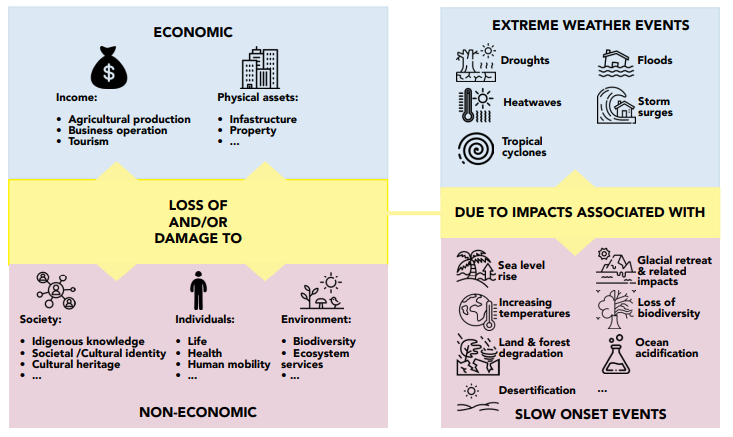 ECONOMIC
Income:
• Agricultural production
• Business operation
• Tourism
Physical assets:
• Infastructure
• Property
• ...
LOSS OF
AND/OR
DAMAGE TO
Society:
• Idigenous knowledge
• Societal /Cultural identity
• Cultural heritage
• ...
Individuals:
• Life
• Health
• Human mobility
• ...
Environment:
• Biodiversity
• Ecosystem
services
• ...
NON-ECONOMIC
EXTREME WEATHER EVENTS
Droughts
Floods
Heatwaves
Storm
surges
Tropical
cyclones
DUE TO IMPACTS ASSOCIATED WITH
Sea level
rise
Glacial retreat
& related
impacts
Increasing
temperatures
Loss of
biodiversity
Land & forest
degradation
Ocean
acidification
Desertification
...
SLOW ONSET EVENTS